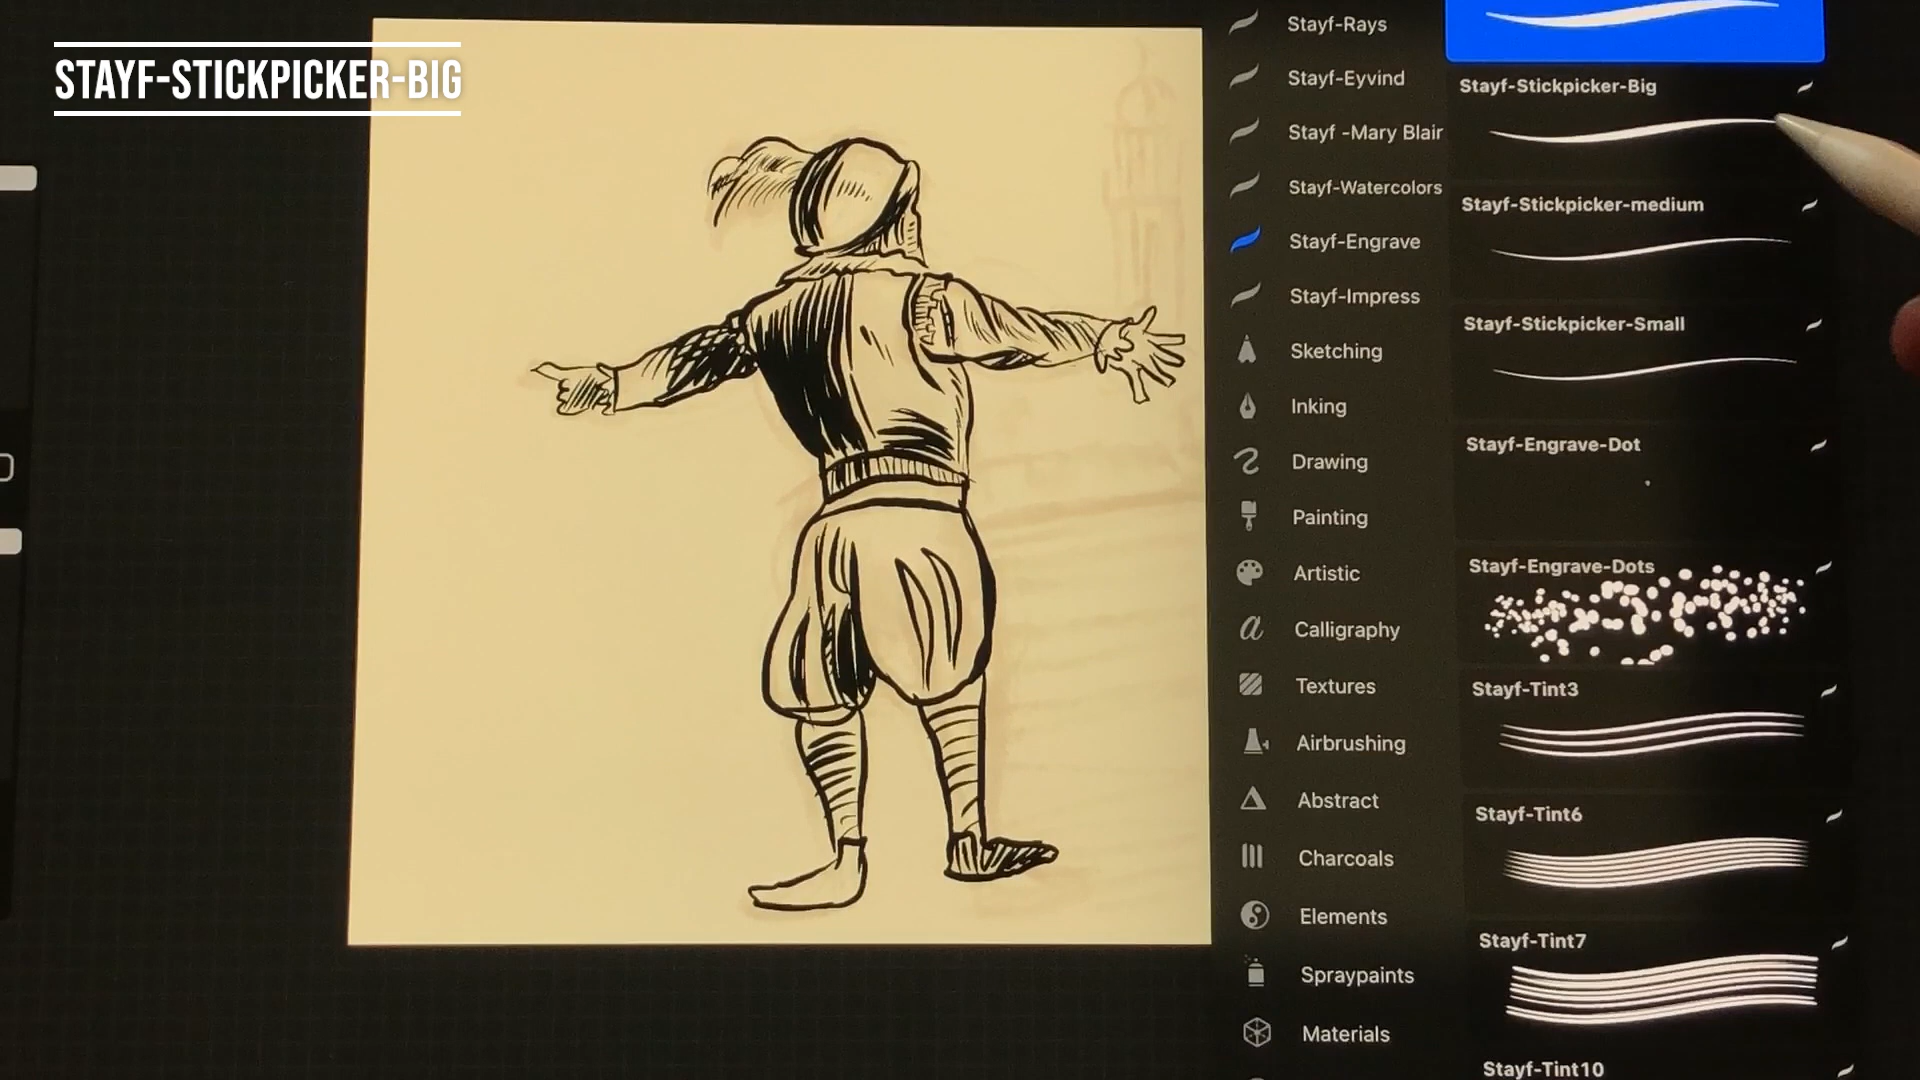 STAYF-STICKPICKER-BIG
Stayf-Rays
Stayf-Eyvind
Stayf -Mary Blair
Stayf-Watercolors
Stayf-Engrave
Stayf-Impress
Sketching
Inking
Drawing
Painting
Artistic
Calligraphy
Textures
Airbrushing
Abstract
Charcoals
Elements
Spraypaints
Materials
Stayf-Stickpicker-Big
Stayf-Stickpicker-medium
Stayf-Stickpicker-Small
Stayf-Engrave-Dot
Stayf-Engrave-Dots
Stayf-Tint3
Stayf-Tint6
Stayf-Tint7
Stayf-Tint10